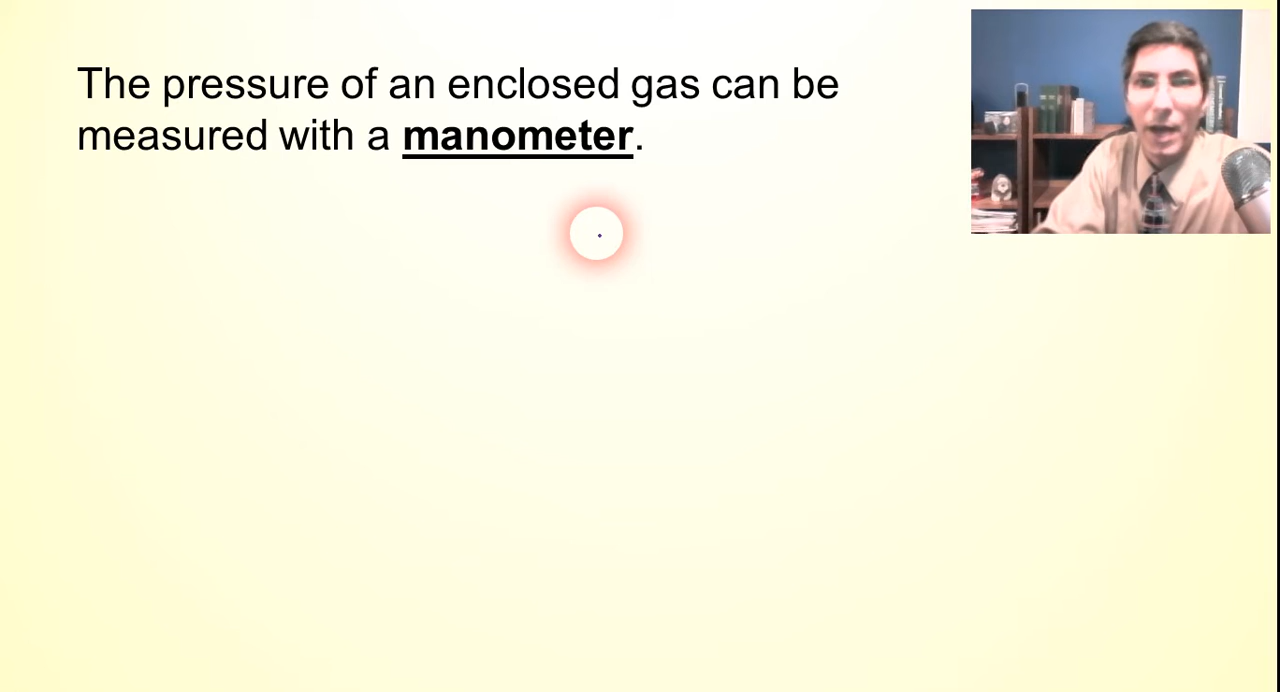 The pressure of an enclosed gas can be
measured with a manometer.